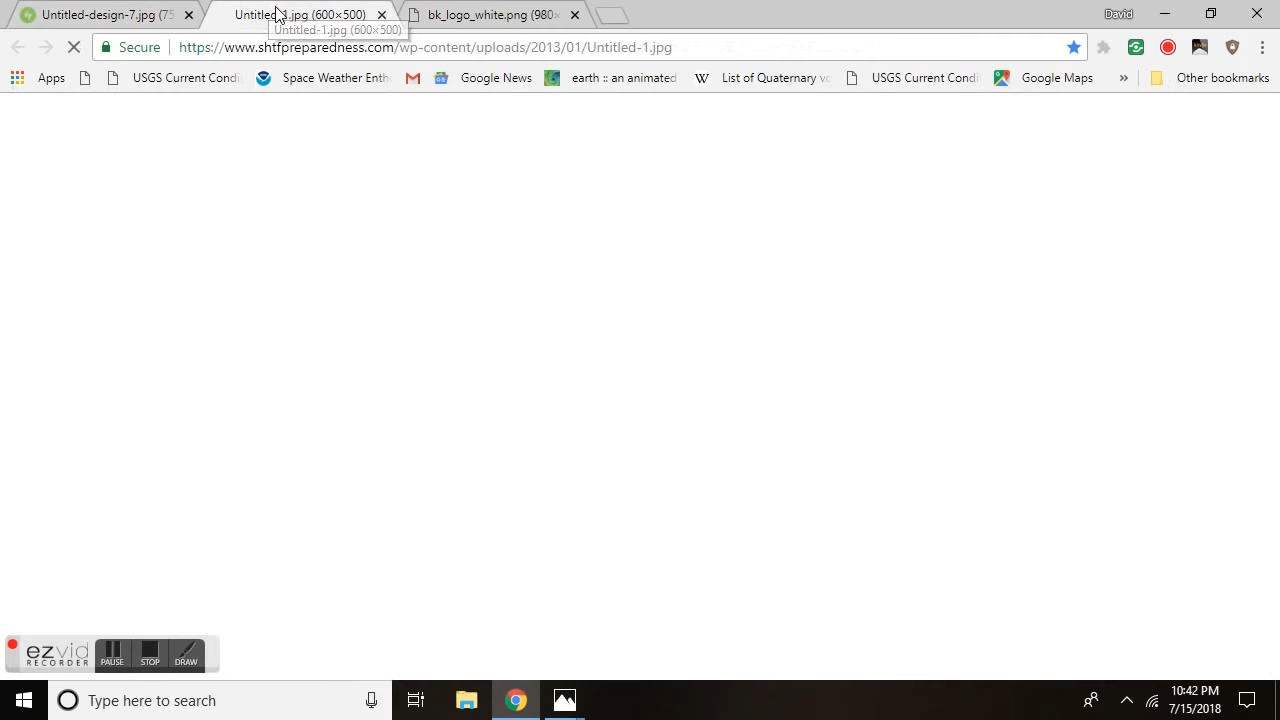 Untitled-design-7.jpg (75
Untitled-1.jpg (600×500)
bk_logo_white.png (980×
David
Untitled-1.jpg (600×500)
Secure
https://www.shtfpreparedness.com/wp-content/uploads/2013/01/Untitled-1.jpg
Apps
USGS Current Condi
Space Weather Enth
Google News
earth :: an animated
W
List of Quaternary vo
USGS Current Condi
Google Maps
»
Other bookmarks
ezvid
RECORDER
PAUSE
STOP
DRAW
Type here to search
10:42 PM
7/15/2018